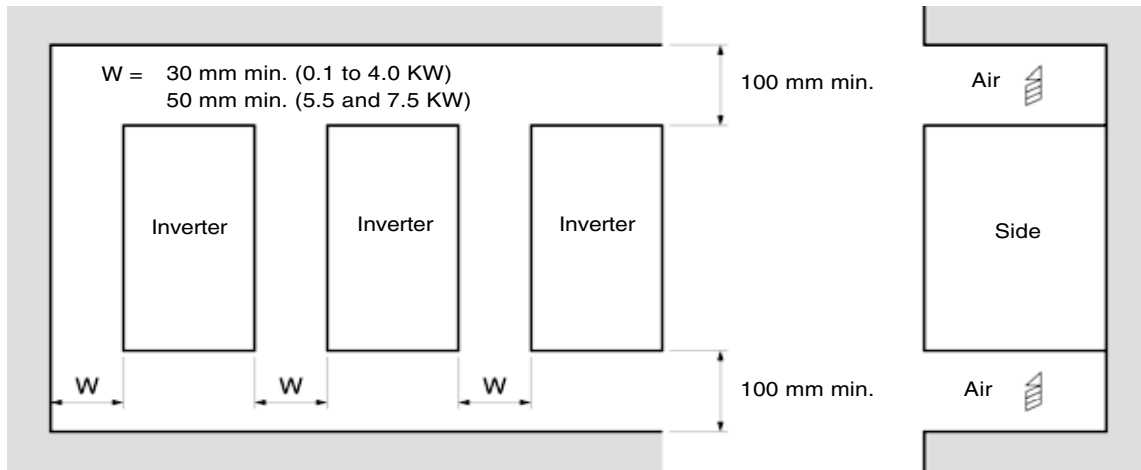 W = 30 mm min. (0.1 to 4.0 KW)
50 mm min. (5.5 and 7.5 KW)
100 mm min.
Air
Inverter
Inverter
Inverter
Side
W
W
W
100 mm min.
Air